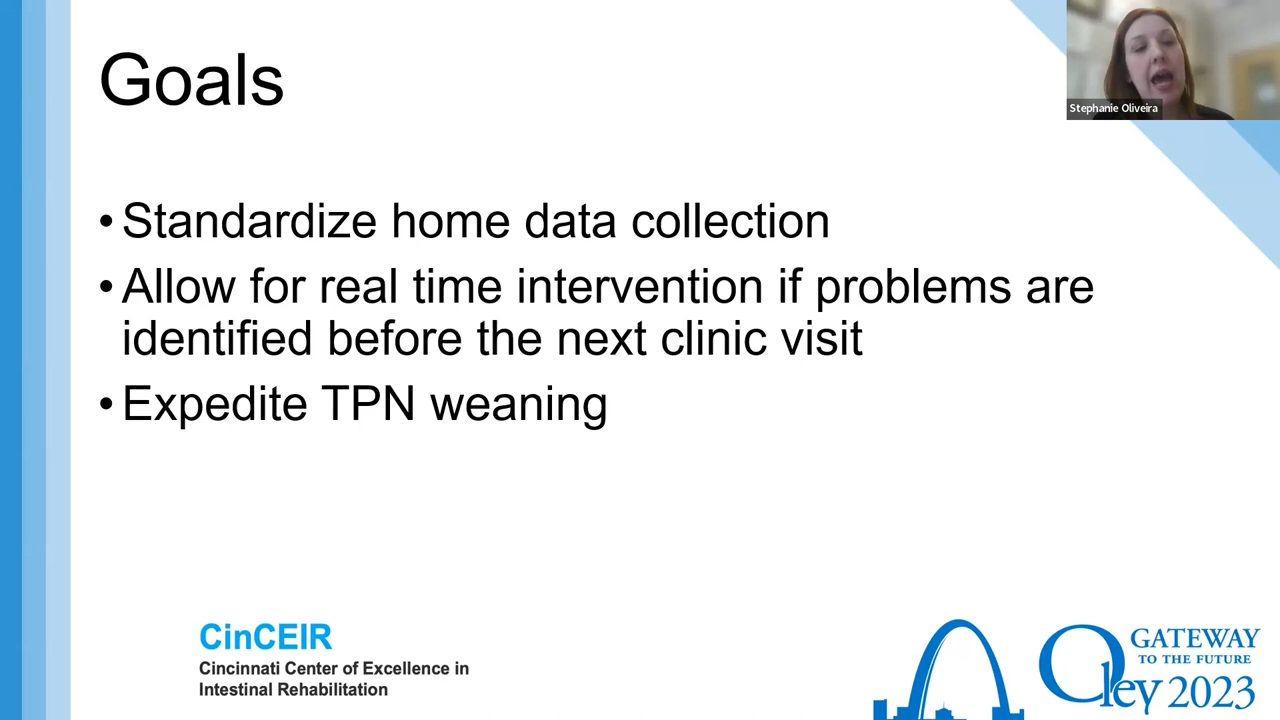 Goals
Stephanie Oliveira
• Standardize home data collection
• Allow for real time intervention if problems are
identified before the next clinic visit
• Expedite TPN weaning
CinCEIR
Cincinnati Center of Excellence in
Intestinal Rehabilitation
GATEWAY
TO THE FUTURE
Oley 2023